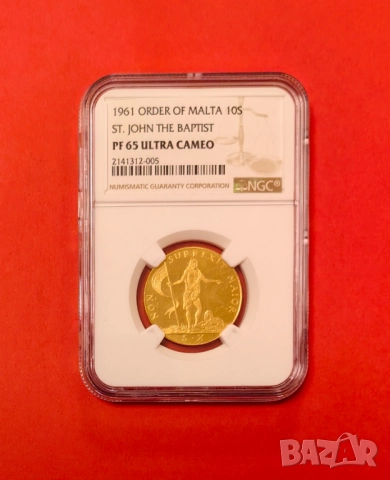 1961 ORDER OF MALTA 10S
ST. JOHN THE BAPTIST
PF 65 ULTRA CAMEO
2141312-005
NUMISMATIC GUARANTY CORPORATION
NGC®
NON SURREXIT MAIOR
BAZAR